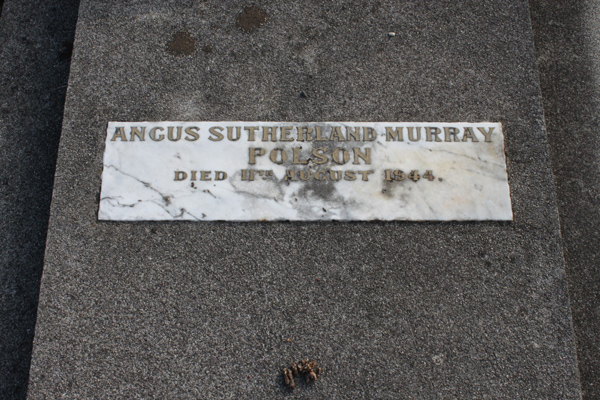 ANGUS SUTHERLAND MURRAY
POLSON
DIED 11TH AUGUST 1944.